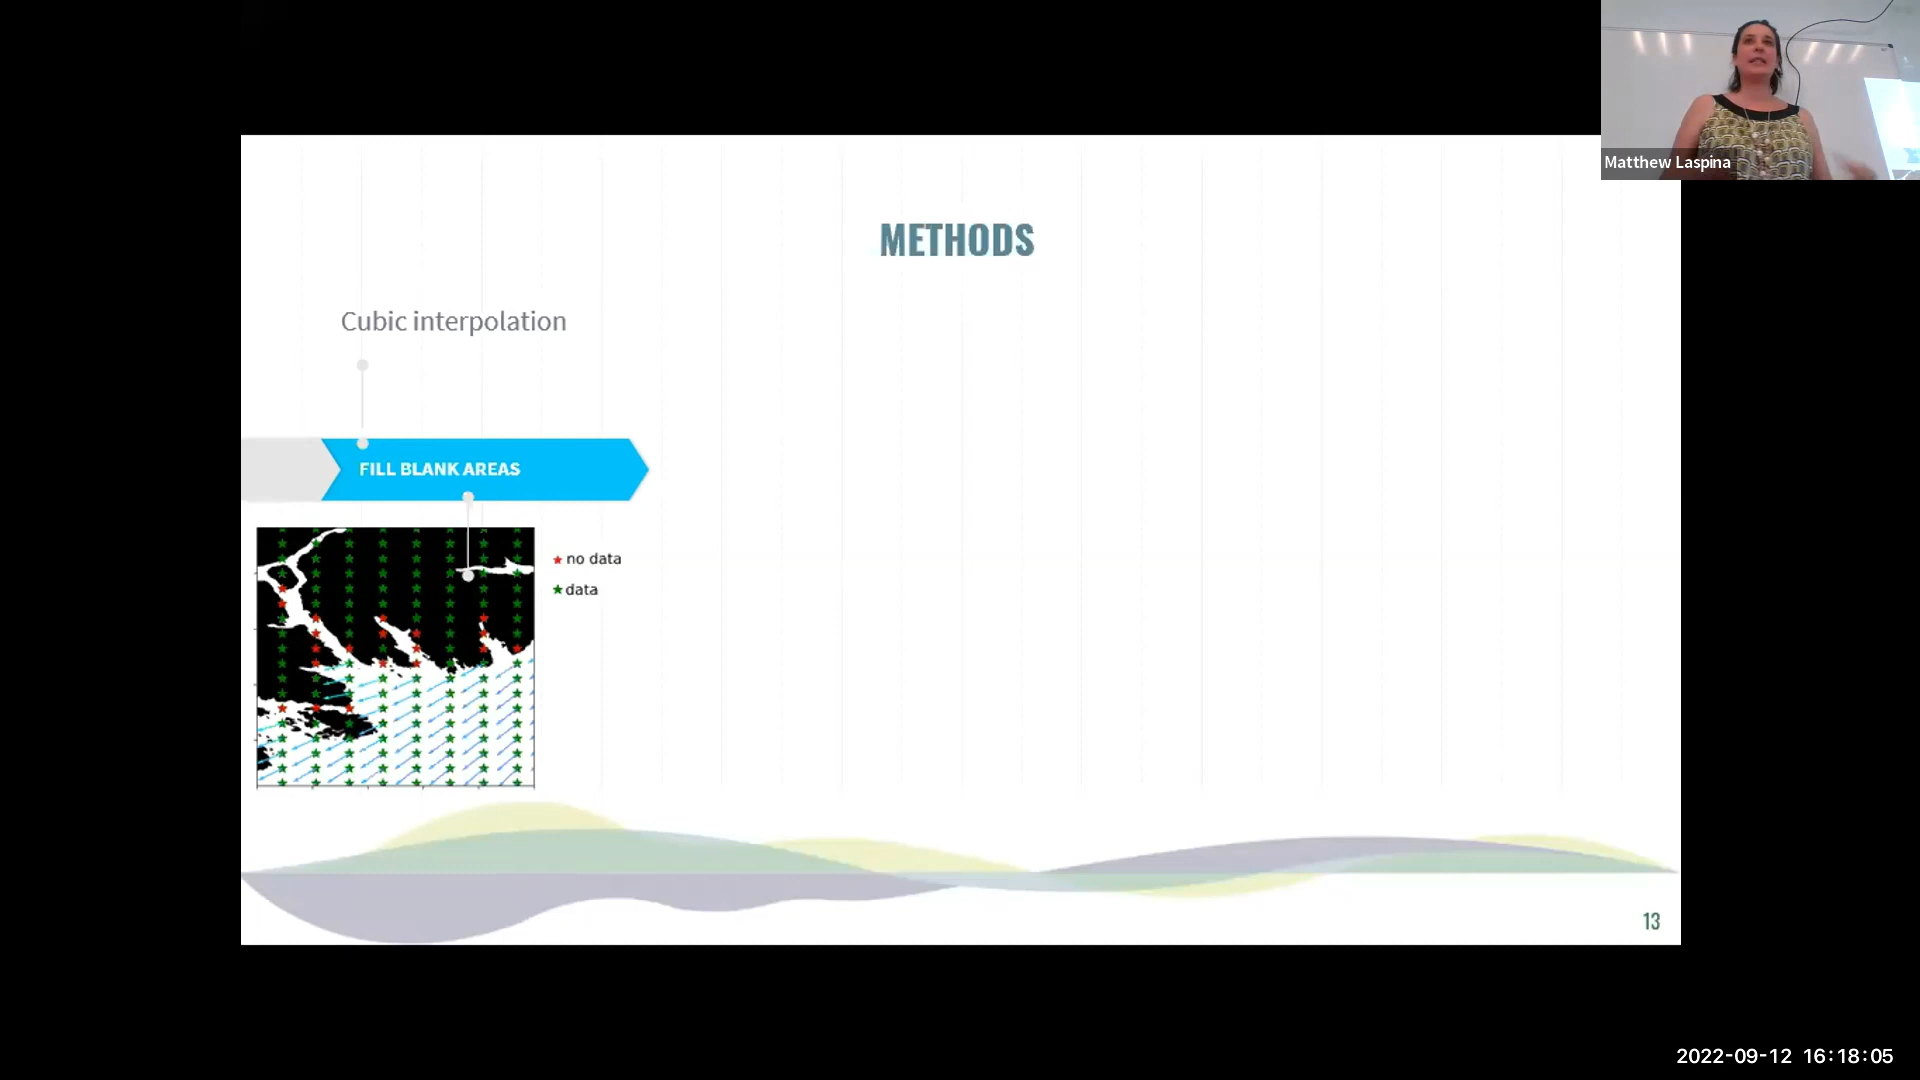 Matthew Laspina
METHODS
Cubic interpolation
FILL BLANK AREAS
no data
data
13
2022-09-12 16:18:05